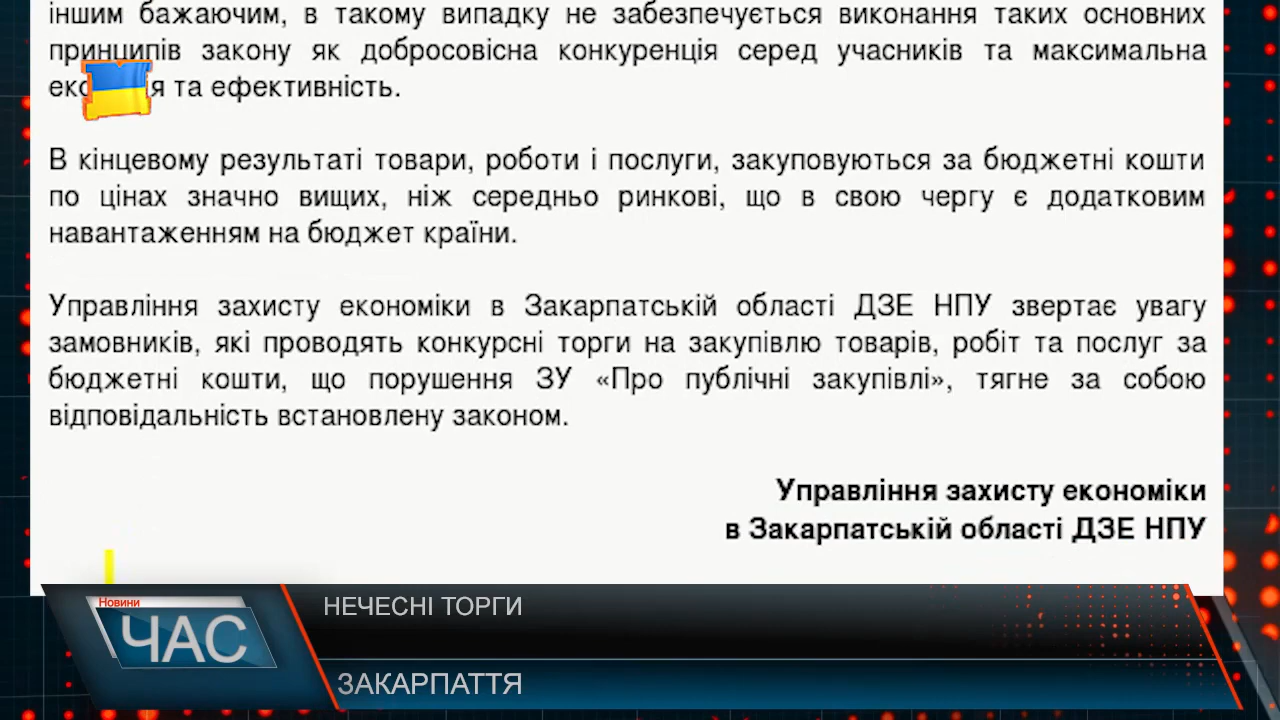 іншим бажаючим, в такому випадку не забезпечується виконання таких основних
принципів закону як добросовісна конкуренція серед учасників та максимальна
та ефективність.
В кінцевому результаті товари, роботи і послуги, закуповуються за бюджетні кошти
по цінах значно вищих, ніж середньо ринкові, що в свою чергу є додатковим
навантаженням на бюджет країни.
Управління захисту економіки в Закарпатській області ДЗЕ НПУ звертає увагу
замовників, які проводять конкурсні торги на закупівлю товарів, робіт та послуг за
бюджетні кошти, що порушення ЗУ «Про публічні закупівлі», тягне за собою
відповідальність встановлену законом.
Управління захисту економіки
в Закарпатській області ДЗЕ НПУ
Новини
ЧАС
НЕЧЕСНІ ТОРГИ
ЗАКАРПАТТЯ